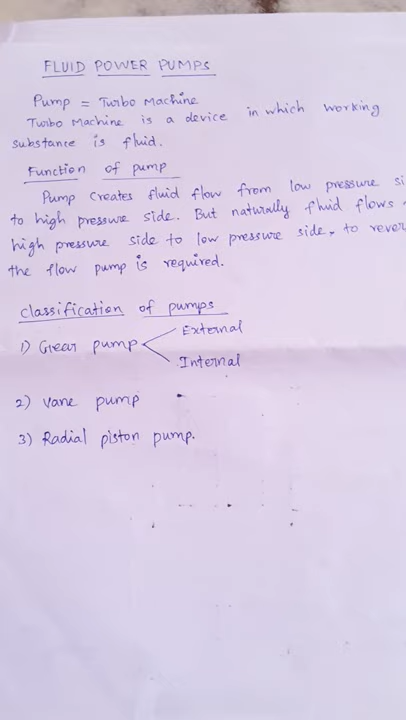 FLUID POWER PUMPS
Pump = Turbo Machine
Turbo Machine is a device in which working
substance is fluid.
Function of pump
Pump creates fluid flow from low pressure si
to high pressure side. But naturally fluid flows
high pressure side to low pressure side, to rever
the flow pump is required.
Classification of pumps
1) Gear pump
External
Internal
2) Vane pump
3) Radial piston pump.